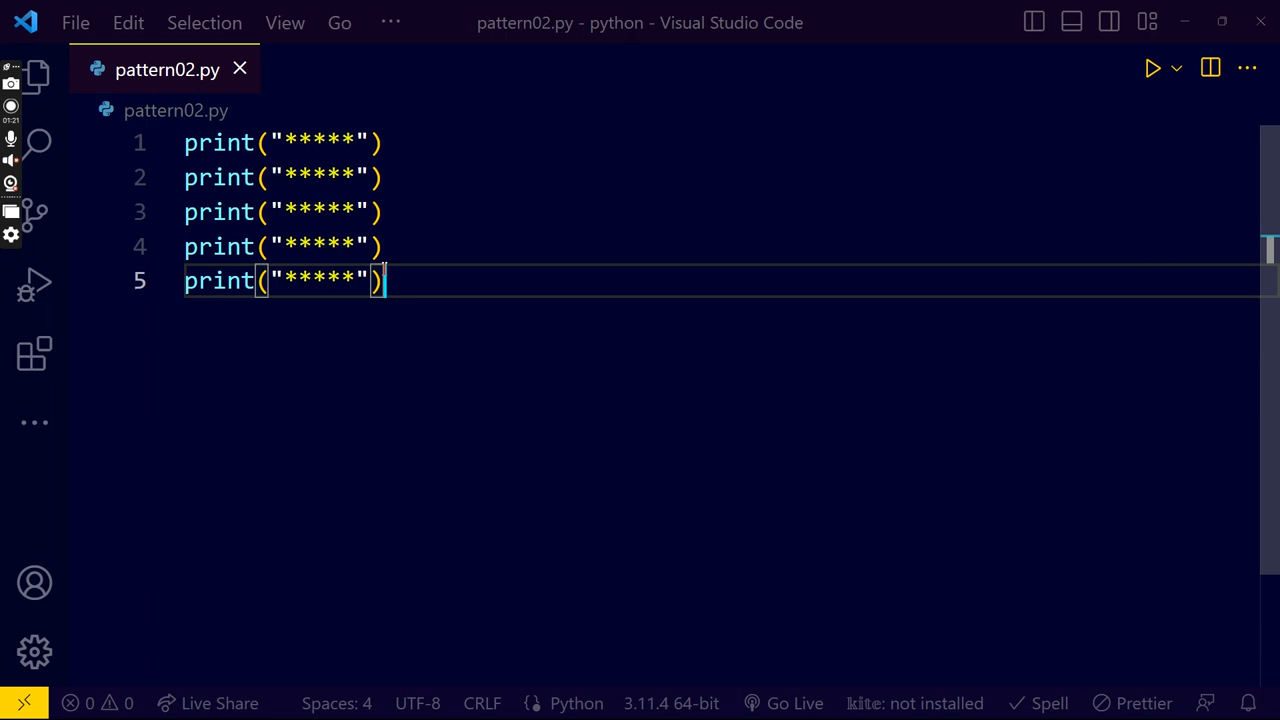 File Edit Selection View Go ··· pattern02.py - python - Visual Studio Code
pattern02.py
pattern02.py
1 print("*****")
2 print("*****")
3 print("*****")
4 print("*****")
5 print("*****")
01:21
0 0 Live Share Spaces: 4 UTF-8 CRLF Python 3.11.4 64-bit Go Live kite: not installed Spell Prettier